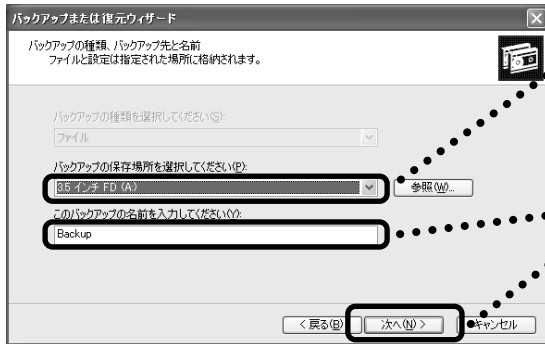 バックアップまたは復元ウィザード
バックアップの種類、バックアップ先と名前
ファイルと設定は指定された場所に格納されます。
バックアップの種類を選択してください(S):
ファイル
バックアップの保存場所を選択してください(P):
3.5 インチ FD (A:)
参照(W)...
このバックアップの名前を入力してください(Y):
Backup
< 戻る(B)
次へ(N) >
キャンセル